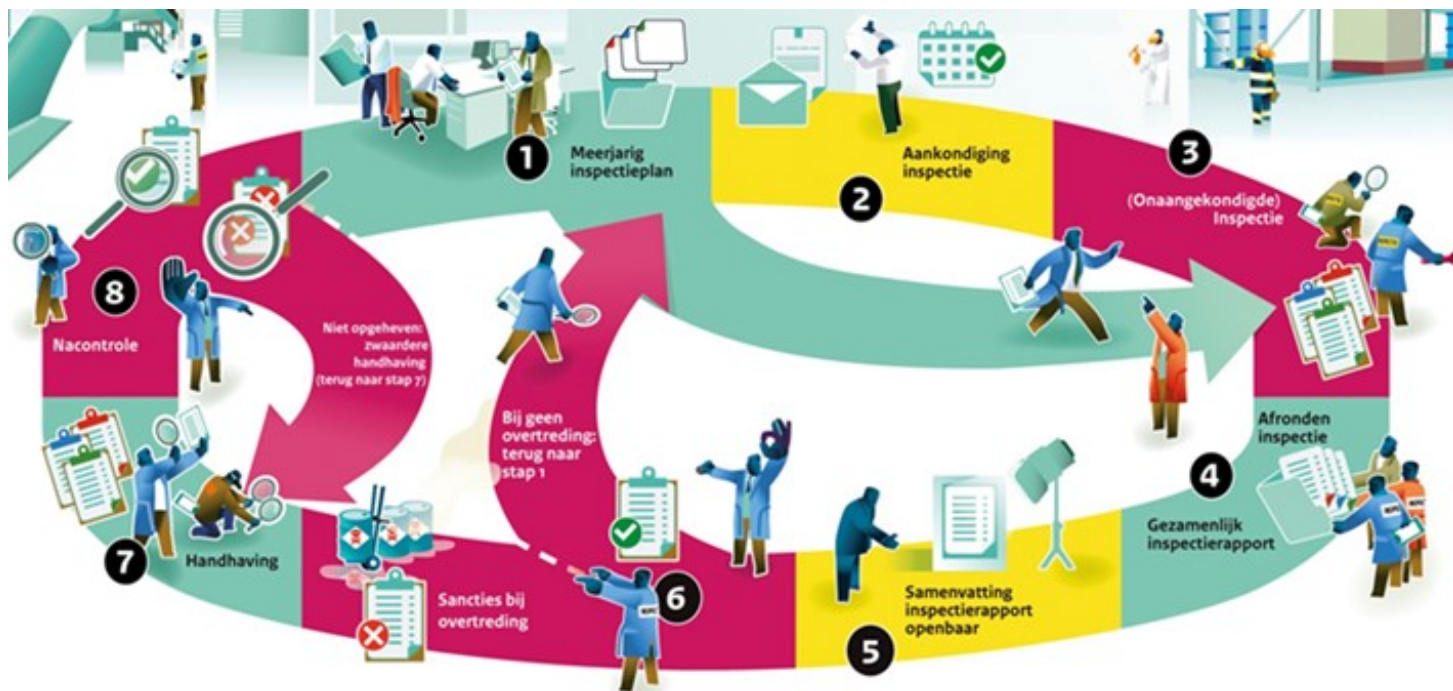 1
Meerjarig
inspectieplan
2
Aankondiging
inspectie
3
(Onaangekondigde)
Inspectie
4
Afronden
inspectie
Gezamenlijk
inspectierapport
5
Samenvatting
inspectierapport
openbaar
6
Bij geen
overtreding:
terug naar
stap 1
Sancties bij
overtreding
7
Handhaving
8
Nacontrole
Niet opgeheven:
zwaardere
handhaving
(terug naar stap 7)